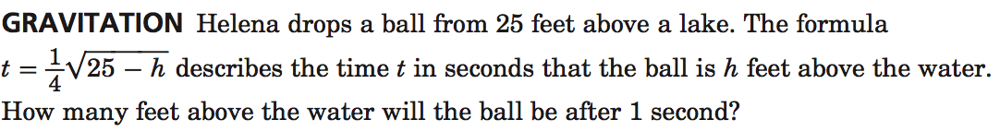 GRAVITATION Helena drops a ball from 25 feet above a lake. The formula
t = 1/4√(25 − h) describes the time t in seconds that the ball is h feet above the water.
How many feet above the water will the ball be after 1 second?